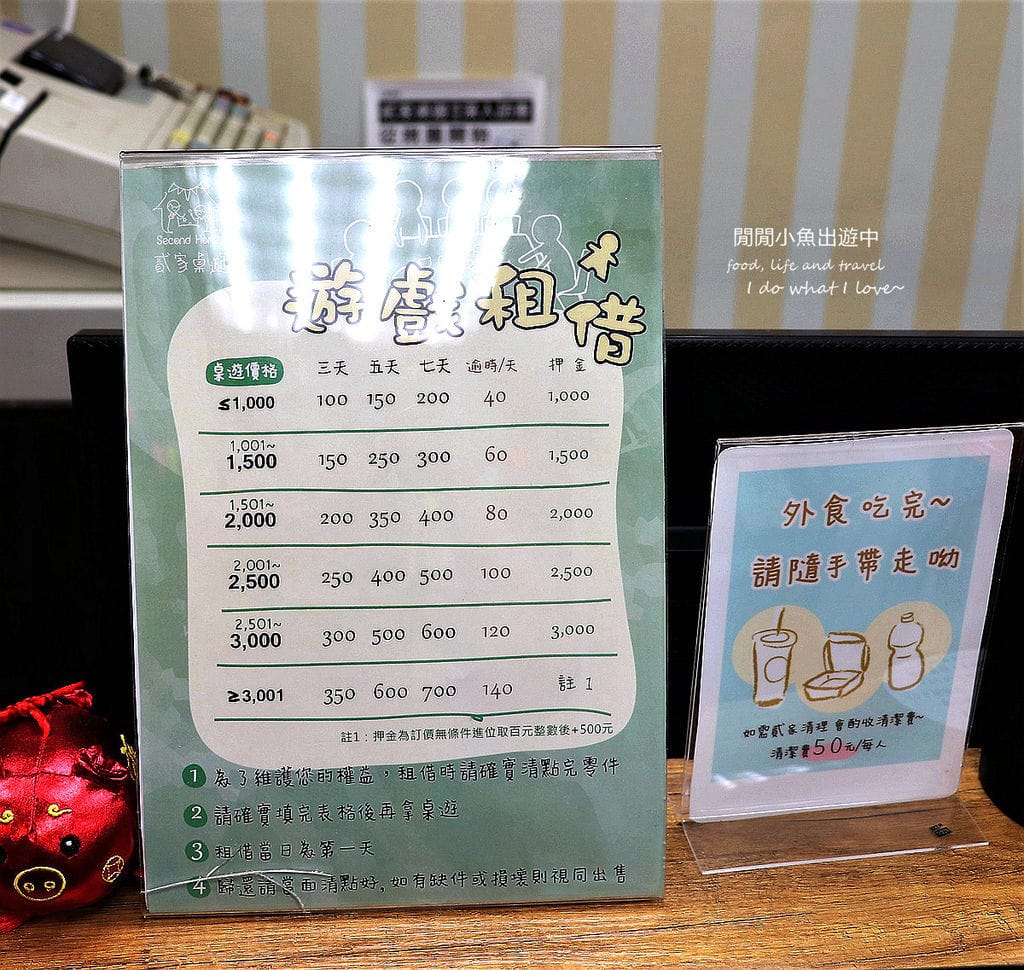 Second Home
貳家桌遊
遊戲租借
桌遊價格 三天 五天 七天 逾時/天 押金
≤1,000 100 150 200 40 1,000
1,001~
1,500 150 250 300 60 1,500
1,501~
2,000 200 350 400 80 2,000
2,001~
2,500 250 400 500 100 2,500
2,501~
3,000 300 500 600 120 3,000
≥3,001 350 600 700 140 註1
註1：押金為訂價無條件進位取百元整數後+500元
1 為了維護您的權益，租借時請確實清點完零件
2 請確實填完表格後再拿桌遊
3 租借當日為第一天
4 歸還請當面清點好,如有缺件或損壞則視同出售
閒閒小魚出遊中
food, life and travel
I do what I love~
外食吃完~
請隨手帶走呦
如需貳家清理會酌收清潔費~
清潔費50元/每人